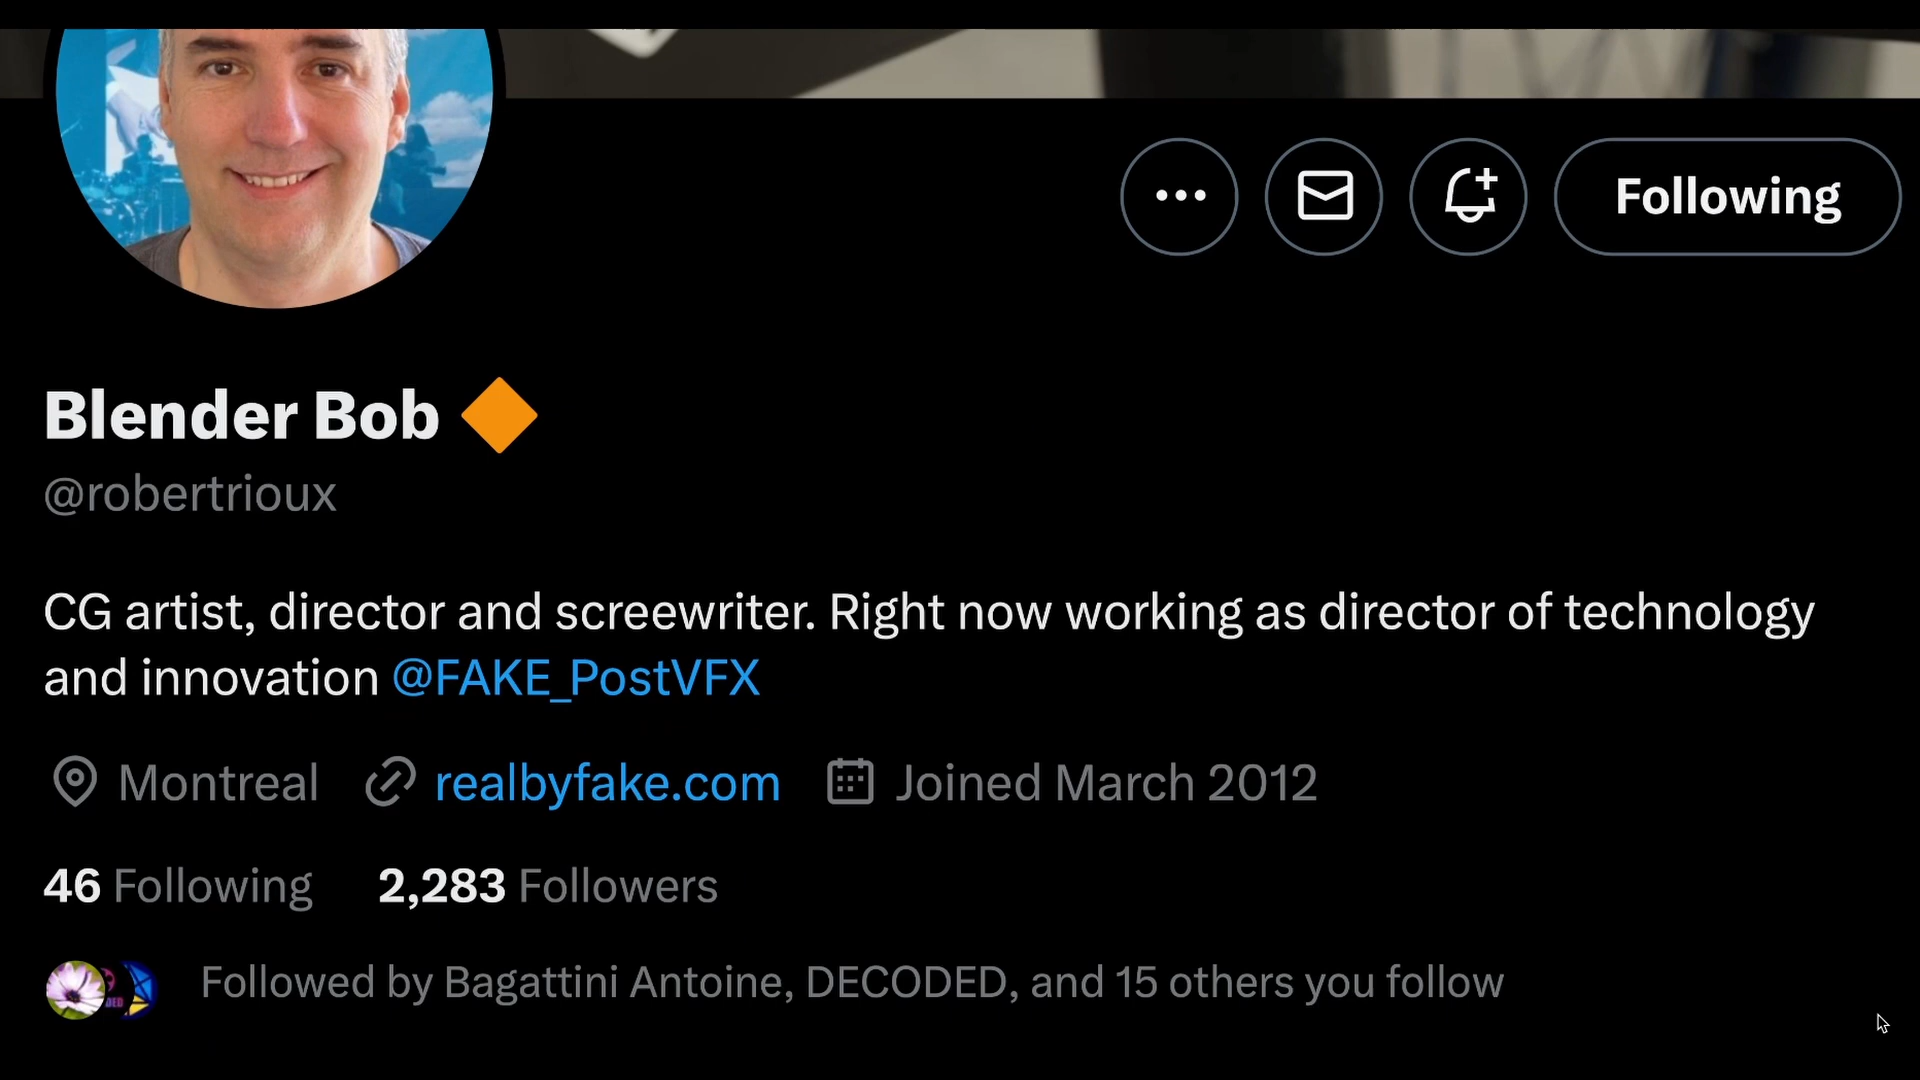 Following
Blender Bob 🔶
@robertrioux
CG artist, director and screewriter. Right now working as director of technology
and innovation @FAKE_PostVFX
Montreal realbyfake.com Joined March 2012
46 Following 2,283 Followers
Followed by Bagattini Antoine, DECODED, and 15 others you follow